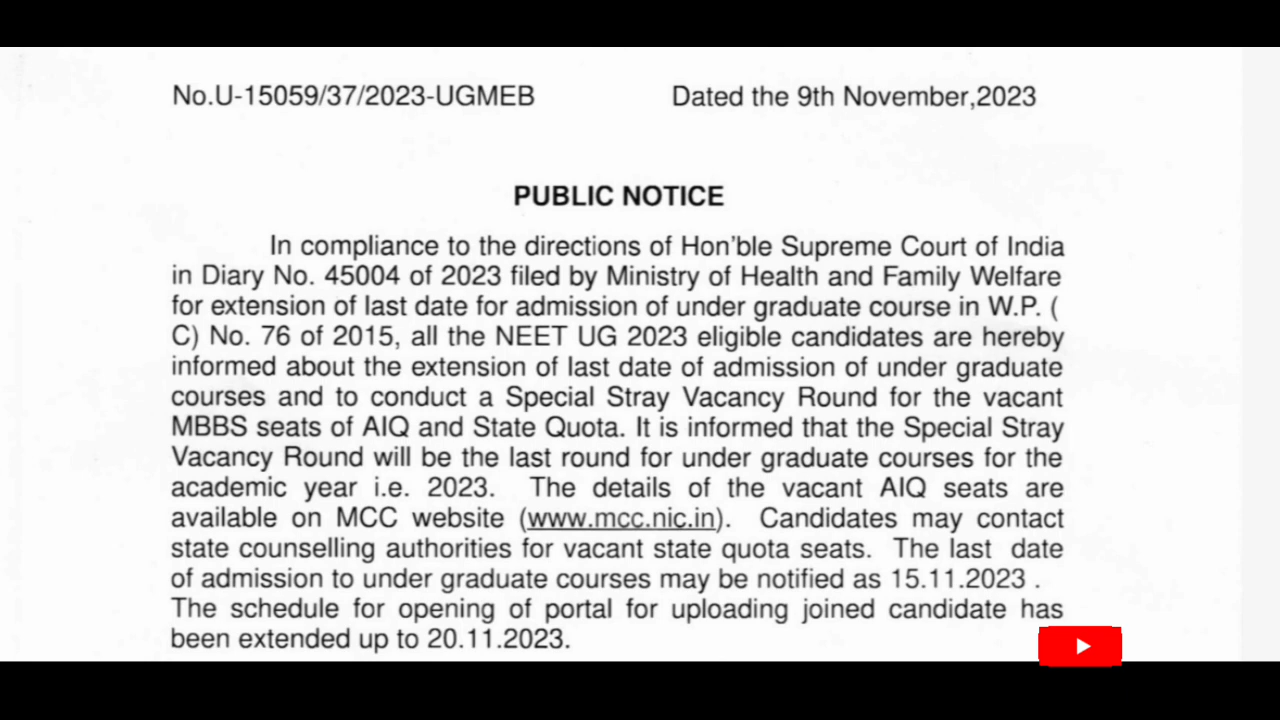 No.U-15059/37/2023-UGMEB Dated the 9th November,2023
PUBLIC NOTICE
In compliance to the directions of Hon'ble Supreme Court of India
in Diary No. 45004 of 2023 filed by Ministry of Health and Family Welfare
for extension of last date for admission of under graduate course in W.P. (
C) No. 76 of 2015, all the NEET UG 2023 eligible candidates are hereby
informed about the extension of last date of admission of under graduate
courses and to conduct a Special Stray Vacancy Round for the vacant
MBBS seats of AIQ and State Quota. It is informed that the Special Stray
Vacancy Round will be the last round for under graduate courses for the
academic year i.e. 2023. The details of the vacant AIQ seats are
available on MCC website (www.mcc.nic.in). Candidates may contact
state counselling authorities for vacant state quota seats. The last date
of admission to under graduate courses may be notified as 15.11.2023 .
The schedule for opening of portal for uploading joined candidate has
been extended up to 20.11.2023.